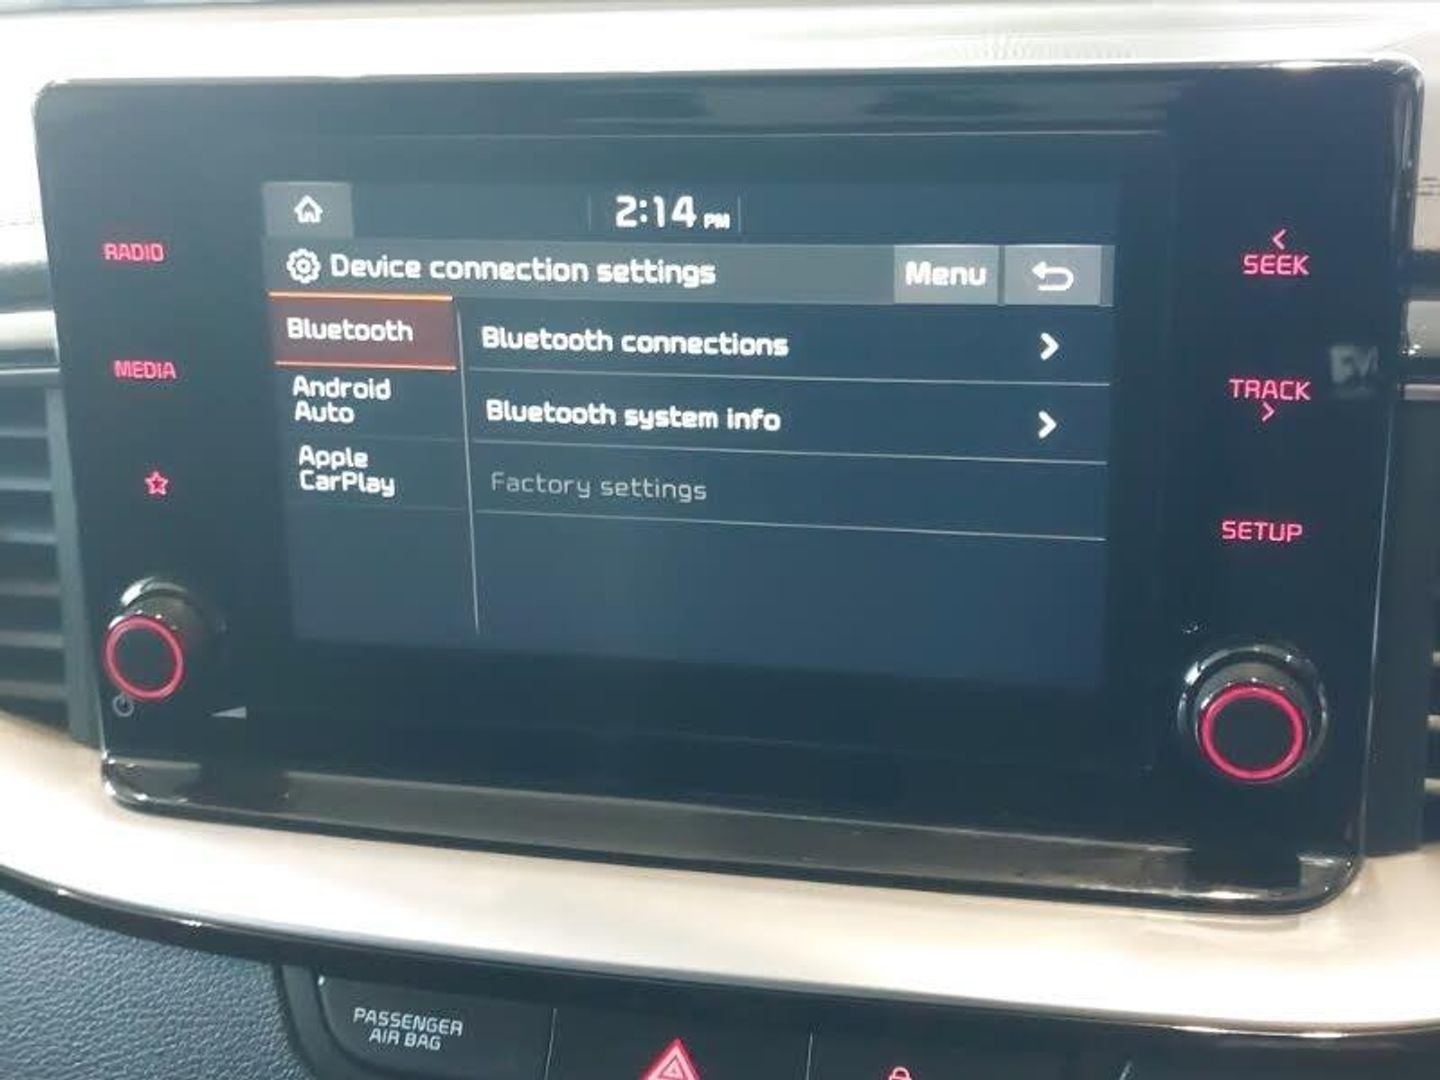 2:14 PM
Device connection settings
Menu
RADIO
MEDIA
Bluetooth
Android
Auto
Apple
CarPlay
Bluetooth connections
Bluetooth system info
Factory settings
SEEK
TRACK
SETUP
PASSENGER
AIR BAG